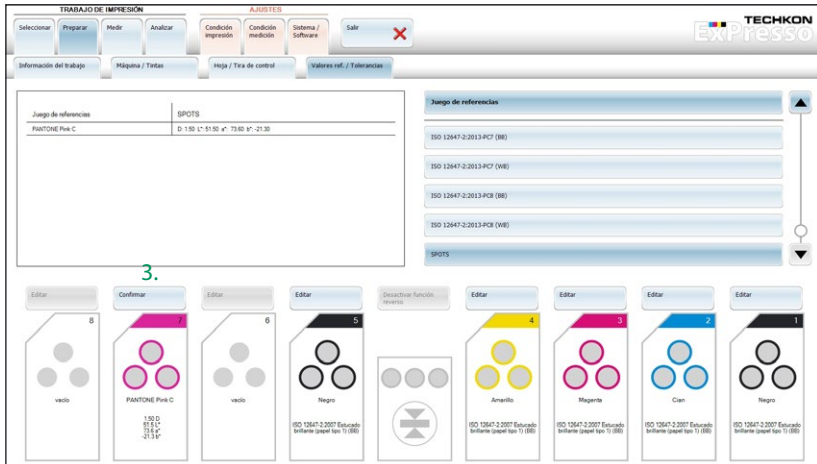 TRABAJO DE IMPRESIÓN
AJUSTES
Seleccionar
Preparar
Medir
Analizar
Condición
impresión
Condición
medición
Sistema /
Software
Salir
TECHKON
ExPresso
Información del trabajo
Máquina / Tintas
Hoja / Tira de control
Valores ref. / Tolerancias
Juego de referencias
SPOTS
PANTONE Pink C
D: 1.50 L*: 51.50 a*: 73.60 b*: -21.30
Juego de referencias
ISO 12647-2:2013-PC7 (BB)
ISO 12647-2:2013-PC7 (WB)
ISO 12647-2:2013-PC8 (BB)
ISO 12647-2:2013-PC8 (WB)
SPOTS
3.
Editar
Confirmar
Editar
Editar
Desactivar función
reverso
Editar
Editar
Editar
Editar
8
7
6
5
4
3
2
1
vacío
PANTONE Pink C
vacío
Negro
Amarillo
Magenta
Cian
Negro
1.50 D
51.5 L*
73.6 a*
-21.3 b*
ISO 12647-2:2007 Estucado
brillante (papel tipo 1) (BB)
ISO 12647-2:2007 Estucado
brillante (papel tipo 1) (BB)
ISO 12647-2:2007 Estucado
brillante (papel tipo 1) (BB)
ISO 12647-2:2007 Estucado
brillante (papel tipo 1) (BB)
ISO 12647-2:2007 Estucado
brillante (papel tipo 1) (BB)